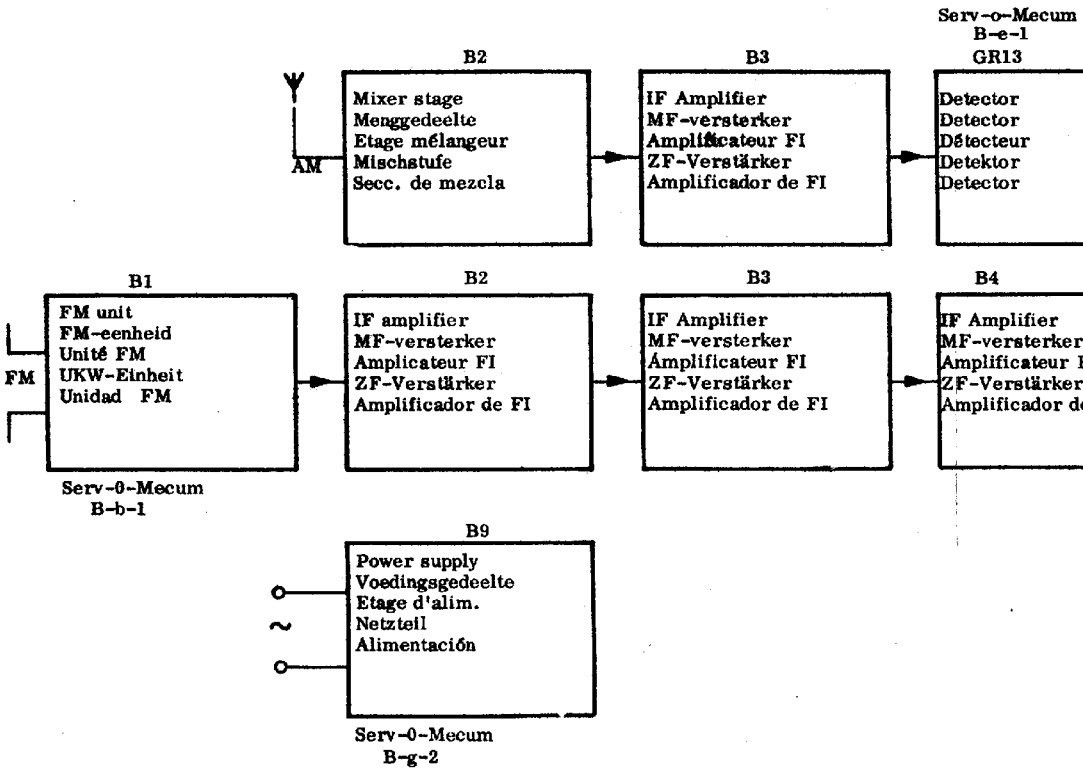 Serv-o-Mecum
B-e-1
B2
B3
GR13
AM
Mixer stage
Menggedeelte
Etage mélangeur
Mischstufe
Secc. de mezcla
IF Amplifier
MF-versterker
Amplificateur FI
ZF-Verstärker
Amplificador de FI
Detector
Detector
Détecteur
Detektor
Detector
B1
B2
B3
B4
FM
FM unit
FM-eenheid
Unité FM
UKW-Einheit
Unidad FM
IF amplifier
MF-versterker
Amplicateur FI
ZF-Verstärker
Amplificador de FI
IF Amplifier
MF-versterker
Amplificateur FI
ZF-Verstärker
Amplificador de FI
IF Amplifier
MF-versterker
Amplificateur F
ZF-Verstärker
Amplificador de
Serv-0-Mecum
B-b-1
B9
~
Power supply
Voedingsgedeelte
Etage d'alim.
Netzteil
Alimentación
Serv-0-Mecum
B-g-2